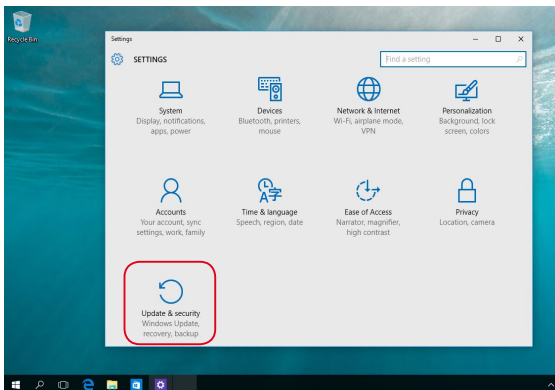 Recycle Bin
Settings
SETTINGS
Find a setting
System
Display, notifications,
apps, power
Devices
Bluetooth, printers,
mouse
Network & Internet
Wi-Fi, airplane mode,
VPN
Personalization
Background, lock
screen, colors
Accounts
Your account, sync
settings, work, family
Time & language
Speech, region, date
Ease of Access
Narrator, magnifier,
high contrast
Privacy
Location, camera
Update & security
Windows Update,
recovery, backup